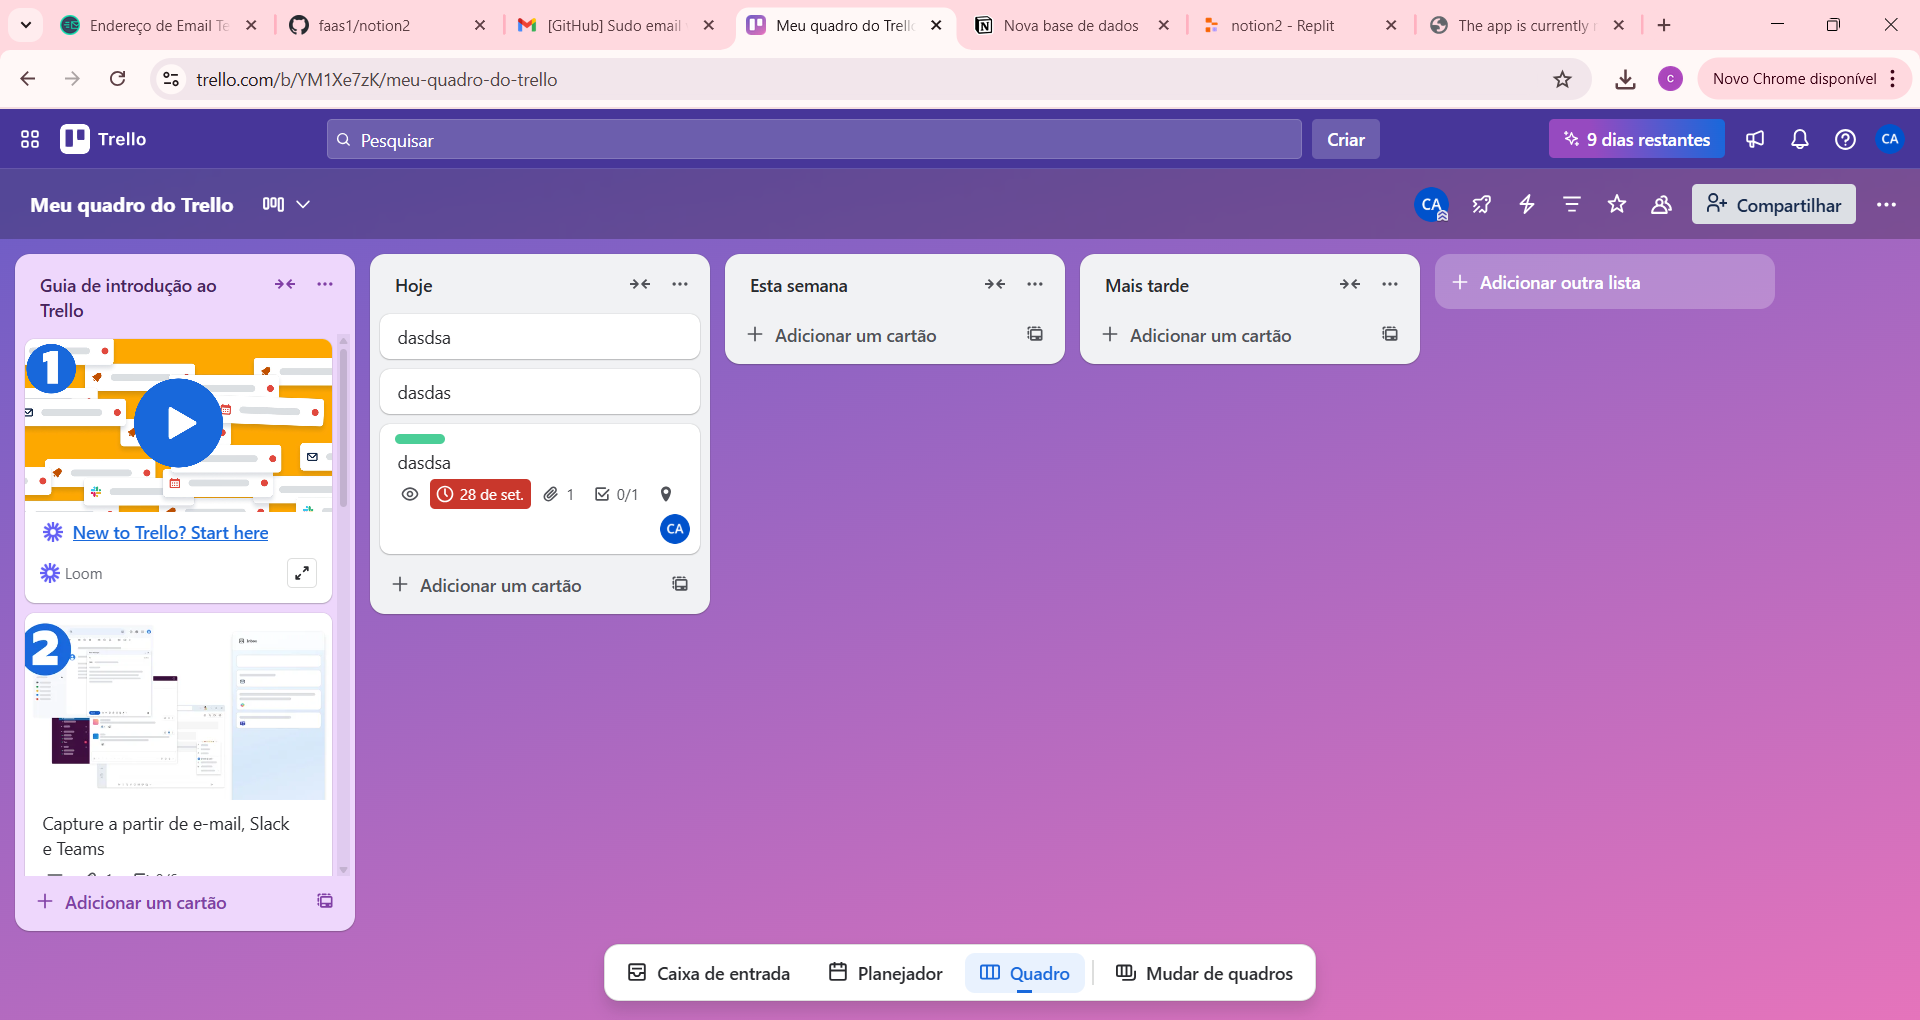 Endereço de Email Te
faas1/notion2
[GitHub] Sudo email
Meu quadro do Trell
Nova base de dados
notion2 - Replit
The app is currently
trello.com/b/YM1Xe7zK/meu-quadro-do-trello
C
Novo Chrome disponível
Trello
Pesquisar
Criar
9 dias restantes
CA
Meu quadro do Trello
CA
Compartilhar
Guia de introdução ao
Trello
1
New to Trello? Start here
Loom
2
Capture a partir de e-mail, Slack
e Teams
Adicionar um cartão
Hoje
dasdsa
dasdas
dasdsa
28 de set.
1
0/1
CA
Adicionar um cartão
Esta semana
Adicionar um cartão
Mais tarde
Adicionar um cartão
Adicionar outra lista
Caixa de entrada
Planejador
Quadro
Mudar de quadros